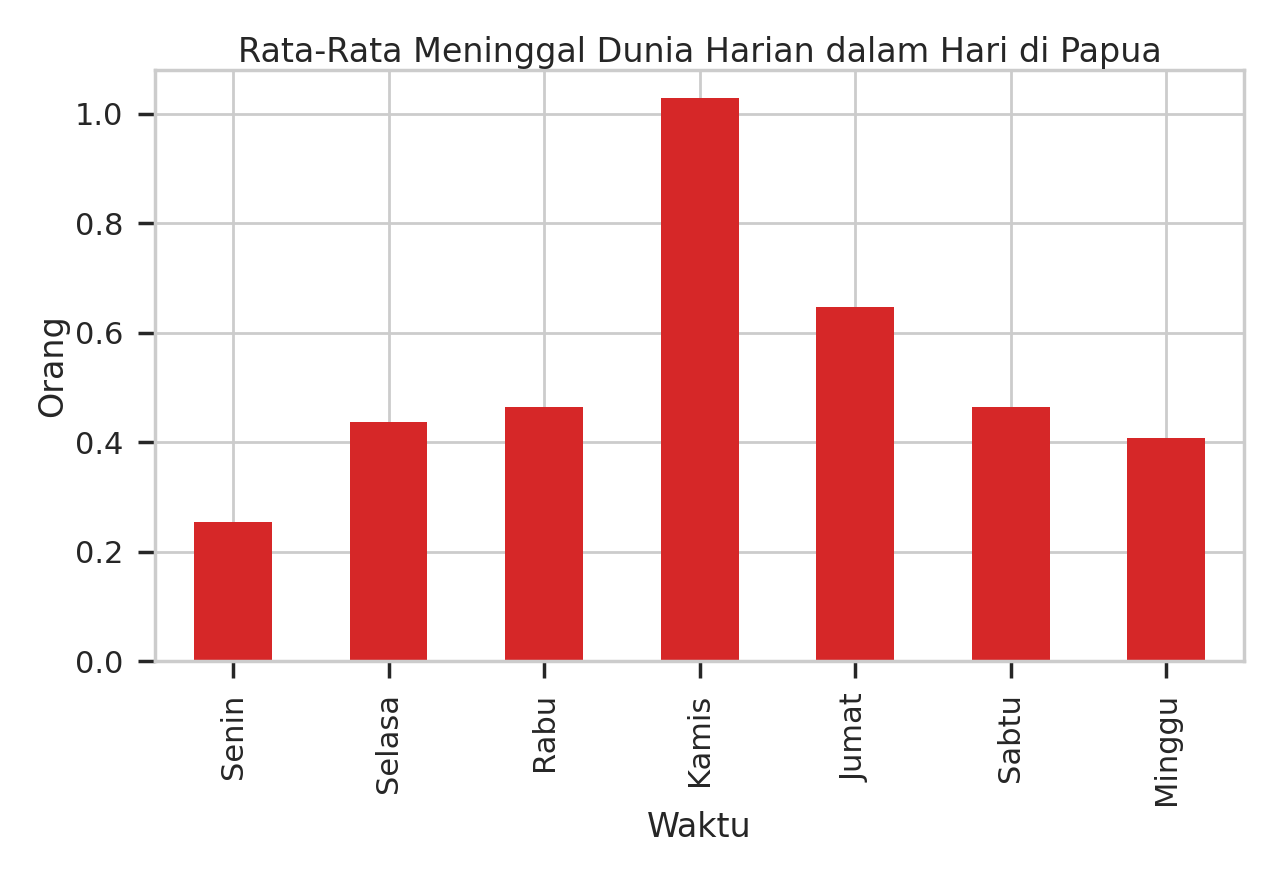 Rata-Rata Meninggal Dunia Harian dalam Hari di Papua
1.0
0.8
0.6
0.4
0.2
0.0
Orang
Senin
Selasa
Rabu
Kamis
Jumat
Sabtu
Minggu
Waktu